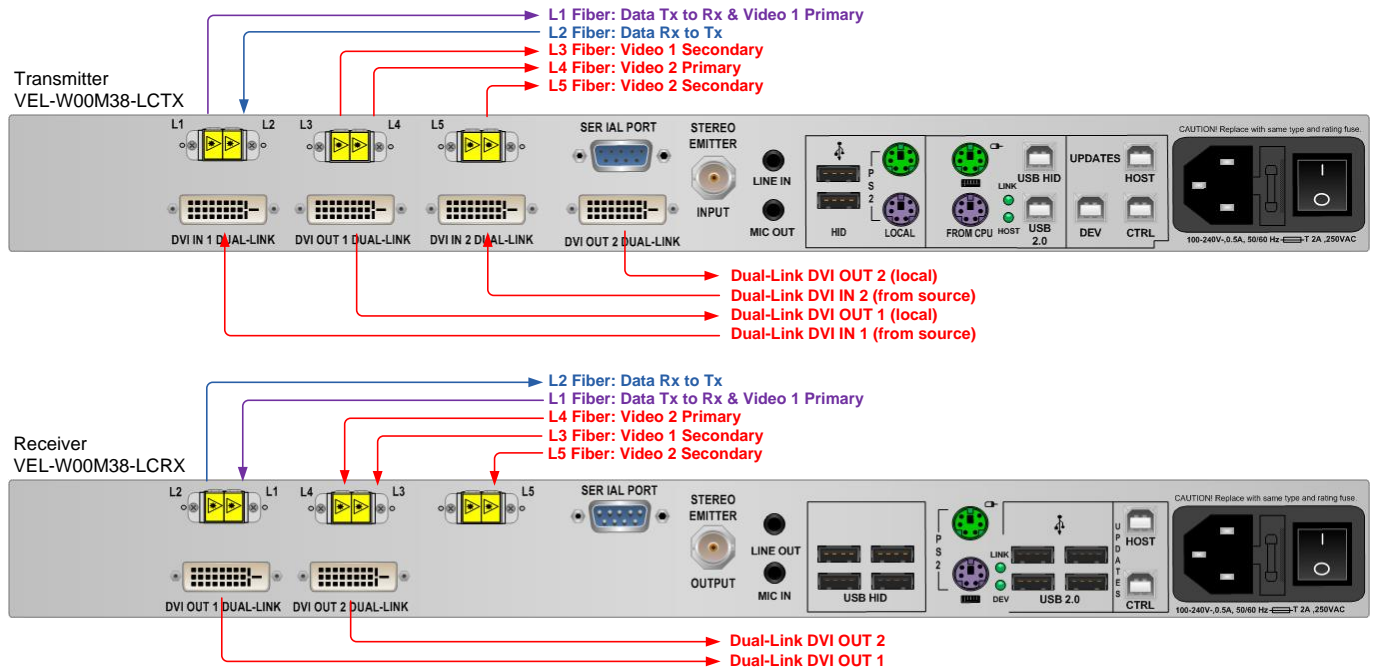 L1 Fiber: Data Tx to Rx & Video 1 Primary
L2 Fiber: Data Rx to Tx
L3 Fiber: Video 1 Secondary
L4 Fiber: Video 2 Primary
L5 Fiber: Video 2 Secondary
Transmitter
VEL-W00M38-LCTX
L1 L2 L3 L4 L5
SER IAL PORT
STEREO
EMITTER
INPUT
LINE IN
MIC OUT
PS2
HID
LOCAL
FROM CPU
LINK
HOST
USB HID
USB
2.0
UPDATES
HOST
DEV
CTRL
CAUTION! Replace with same type and rating fuse.
100-240V-,0.5A, 50/60 Hz T 2A ,250VAC
DVI IN 1 DUAL-LINK
DVI OUT 1 DUAL-LINK
DVI IN 2 DUAL-LINK
DVI OUT 2 DUAL-LINK
Dual-Link DVI OUT 2 (local)
Dual-Link DVI IN 2 (from source)
Dual-Link DVI OUT 1 (local)
Dual-Link DVI IN 1 (from source)
L2 Fiber: Data Rx to Tx
L1 Fiber: Data Tx to Rx & Video 1 Primary
L4 Fiber: Video 2 Primary
L3 Fiber: Video 1 Secondary
L5 Fiber: Video 2 Secondary
Receiver
VEL-W00M38-LCRX
L2 L1 L4 L3 L5
SER IAL PORT
STEREO
EMITTER
OUTPUT
LINE OUT
MIC IN
USB HID
PS2
LINK
DEV
USB 2.0
UPDATES
HOST
CTRL
CAUTION! Replace with same type and rating fuse.
100-240V-,0.5A, 50/60 Hz T 2A ,250VAC
DVI OUT 1 DUAL-LINK
DVI OUT 2 DUAL-LINK
Dual-Link DVI OUT 2
Dual-Link DVI OUT 1